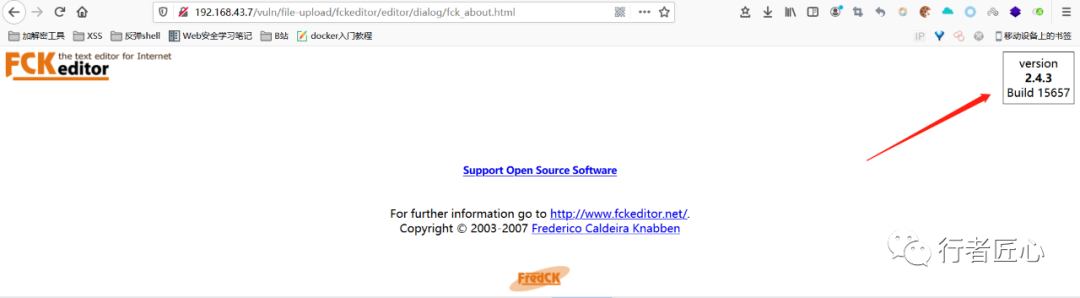 192.168.43.7/vuln/file-upload/fckeditor/editor/dialog/fck_about.html
加解密工具 XSS 反弹shell Web安全学习笔记 B站 docker入门教程 IP 移动设备上的书签
FCKeditor the text editor for Internet
version
2.4.3
Build 15657
Support Open Source Software
For further information go to http://www.fckeditor.net/.
Copyright © 2003-2007 Frederico Caldeira Knabben
行者匠心
FredCK